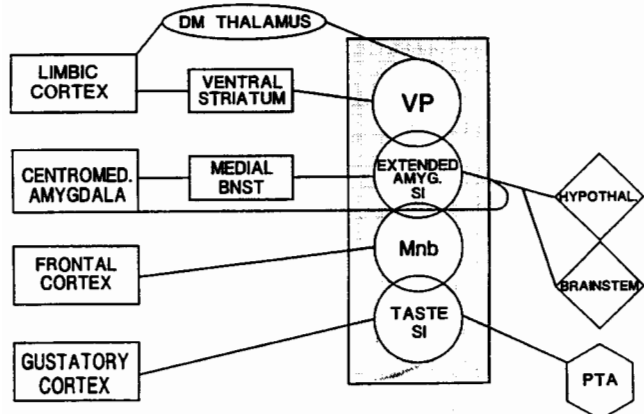 DM THALAMUS
LIMBIC
CORTEX
VENTRAL
STRIATUM
VP
CENTROMED.
AMYGDALA
MEDIAL
BNST
EXTENDED
AMYG.
SI
HYPOTHAL.
FRONTAL
CORTEX
Mnb
BRAINSTEM
GUSTATORY
CORTEX
TASTE
SI
PTA